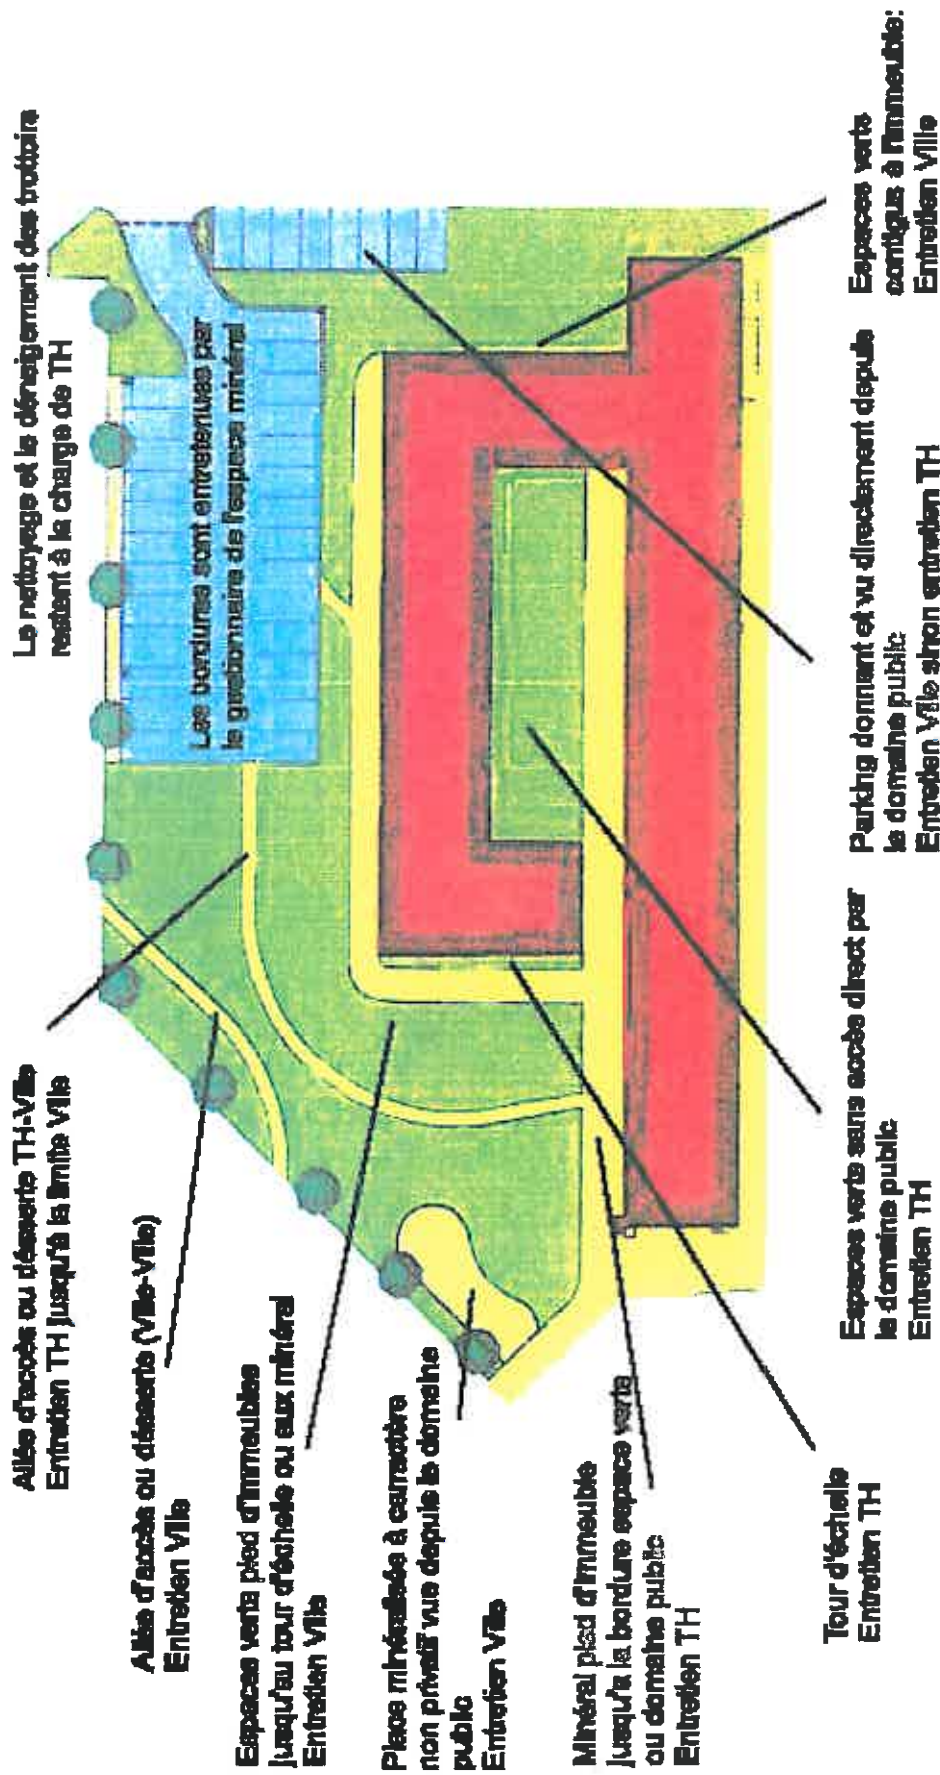 Allée d'accès ou désserte TH-Ville
Entretien TH jusqu'à la limite Ville
Le nettoyage et le déneigement des trottoirs
restent à la charge de TH
Allée d'accès ou désserte (Ville-Ville)
Entretien Ville
Les bordures sont entretenues par
le gestionnaire de l'espace minéral
Espaces verts pied d'immeubles
jusqu'au tour d'échelle ou aux minéral
Entretien Ville
Place minéralisée à caractère
non privatif vue depuis le domaine
public
Entretien Ville
Minéral pied d'immeuble
jusqu'à la bordure espace verts
ou domaine public
Entretien TH
Tour d'échelle
Entretien TH
Espaces verts sans accès direct par
le domaine public
Entretien TH
Parking donnant et vu directement depuis
le domaine public
Entretien Ville sinon entretien TH
Espaces verts
contigus à l'immeuble:
Entretien Ville